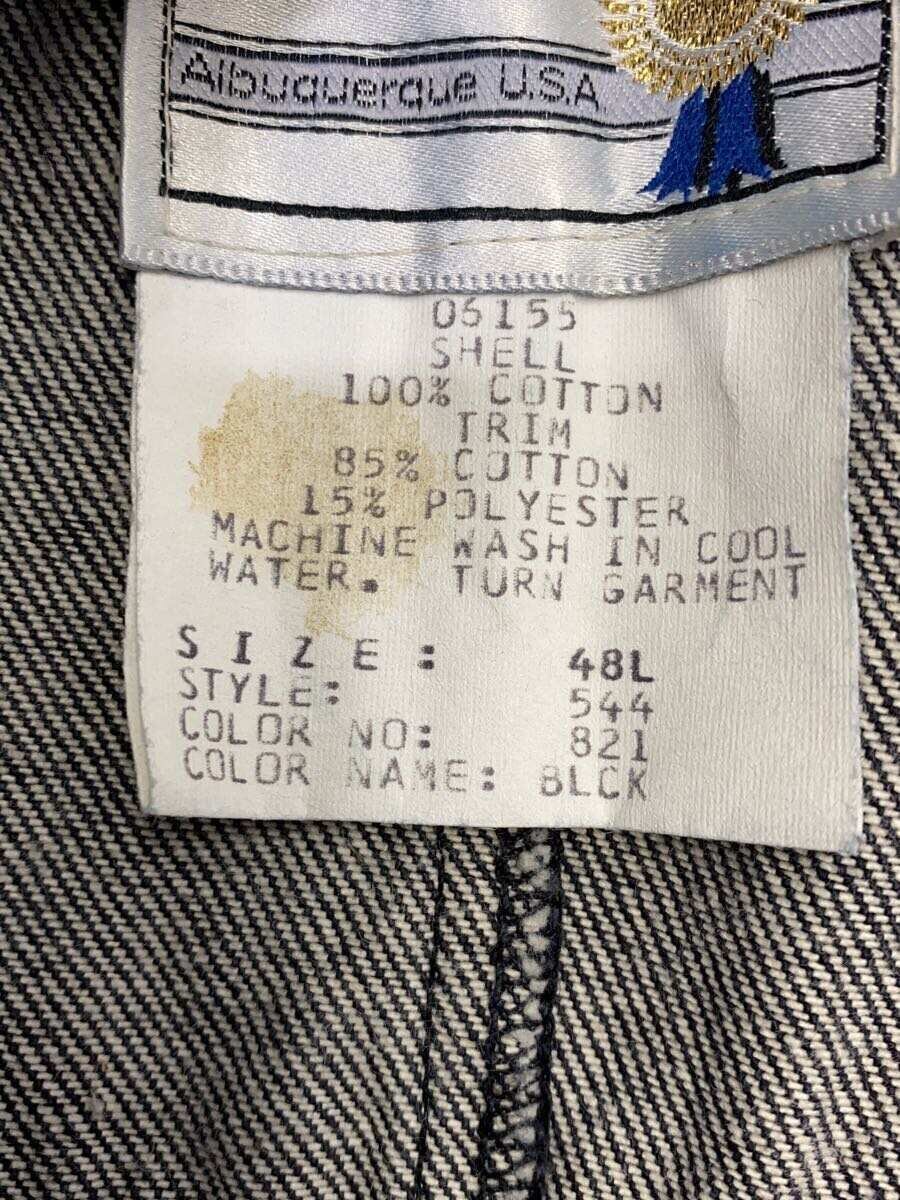 Albuquerque U.S.A.
06155
SHELL
100% COTTON
TRIM
85% COTTON
15% POLYESTER
MACHINE WASH IN COOL
WATER. TURN GARMENT
SIZE: 48L
STYLE: 544
COLOR NO: 821
COLOR NAME: BLCK